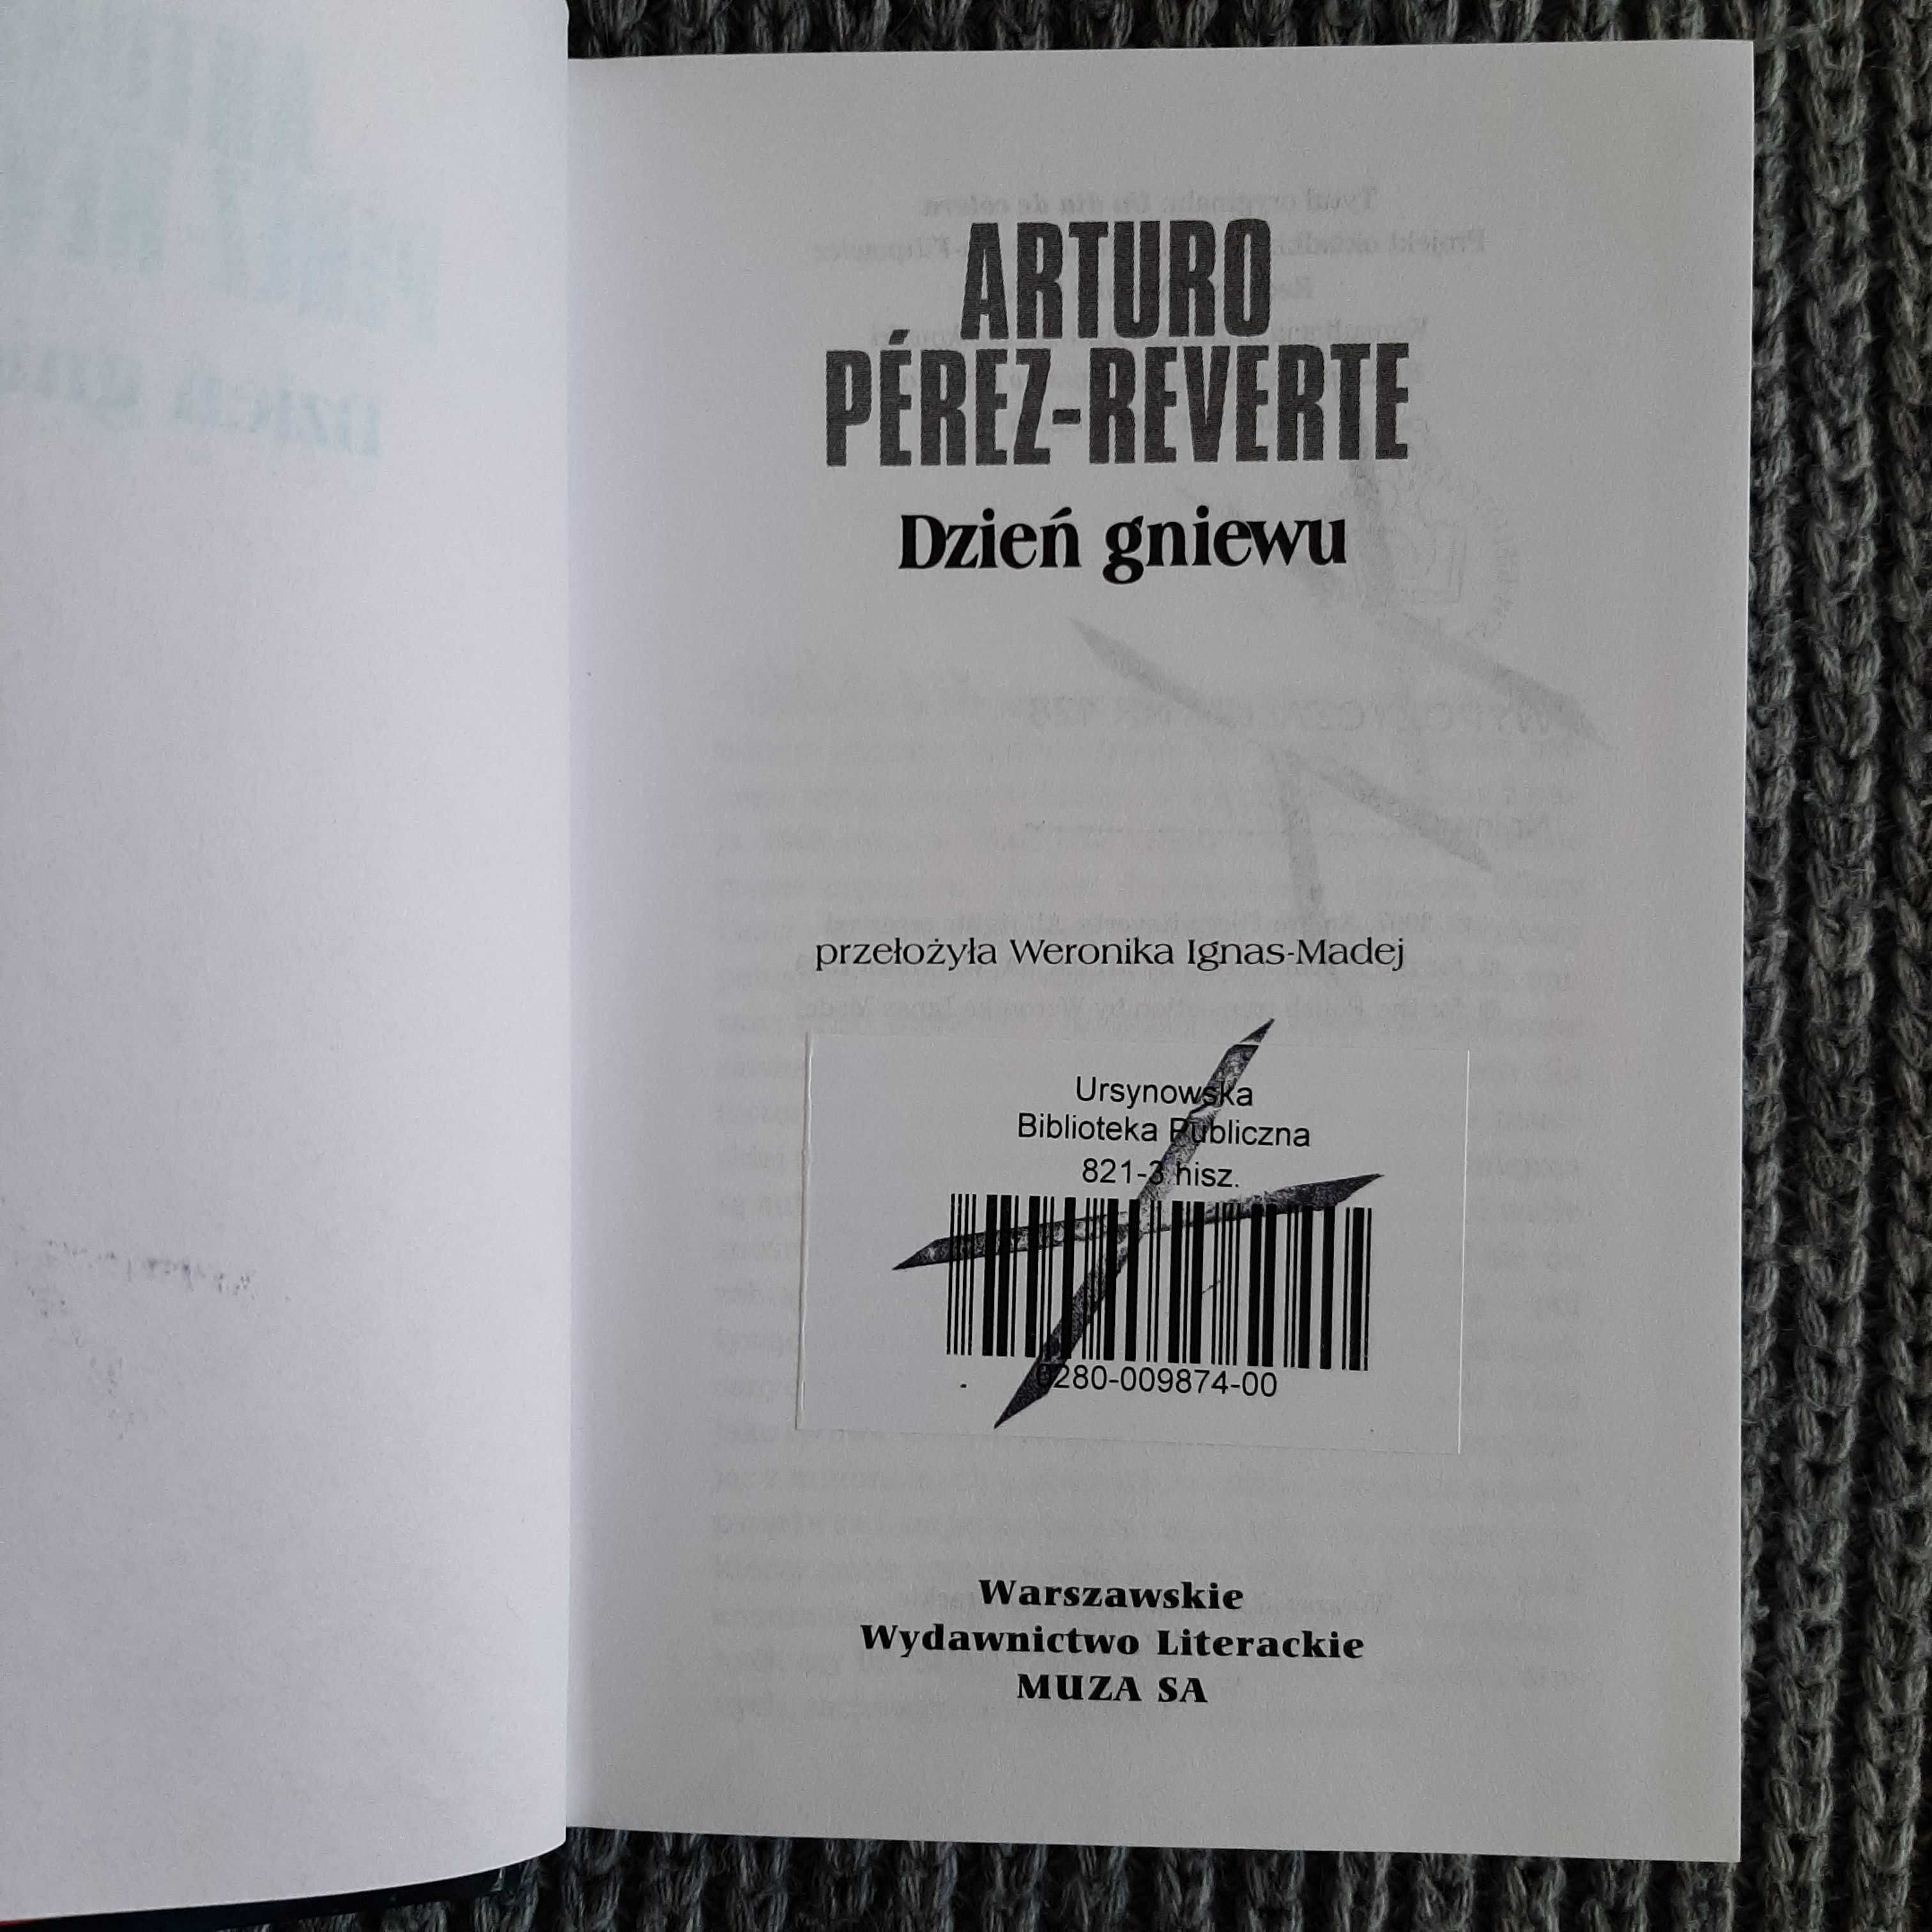 ARTURO
PÉREZ-REVERTE
Dzień gniewu
przełożyła Weronika Ignas-Madej
Ursynowska
Biblioteka Publiczna
821-3 hisz.
0280-009874-00
Warszawskie
Wydawnictwo Literackie
MUZA SA